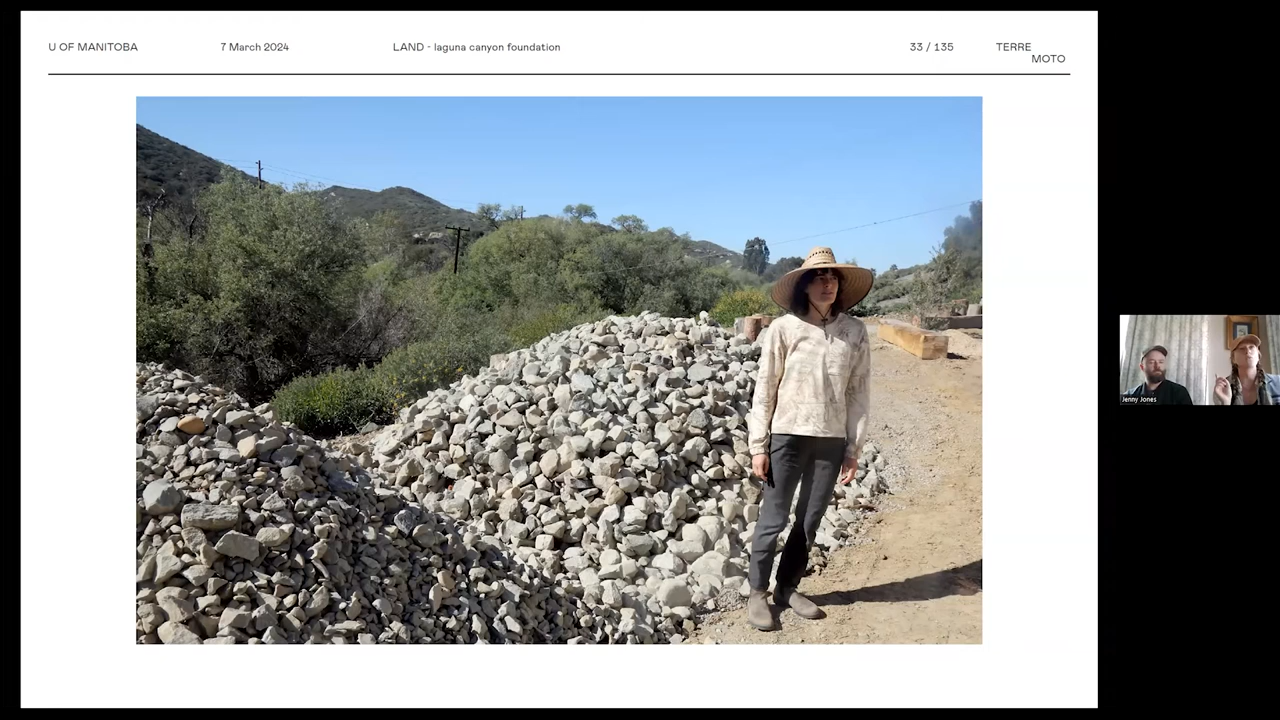 U OF MANITOBA
7 March 2024
LAND - laguna canyon foundation
33 / 135
TERRE
MOTO
Jenny Jones